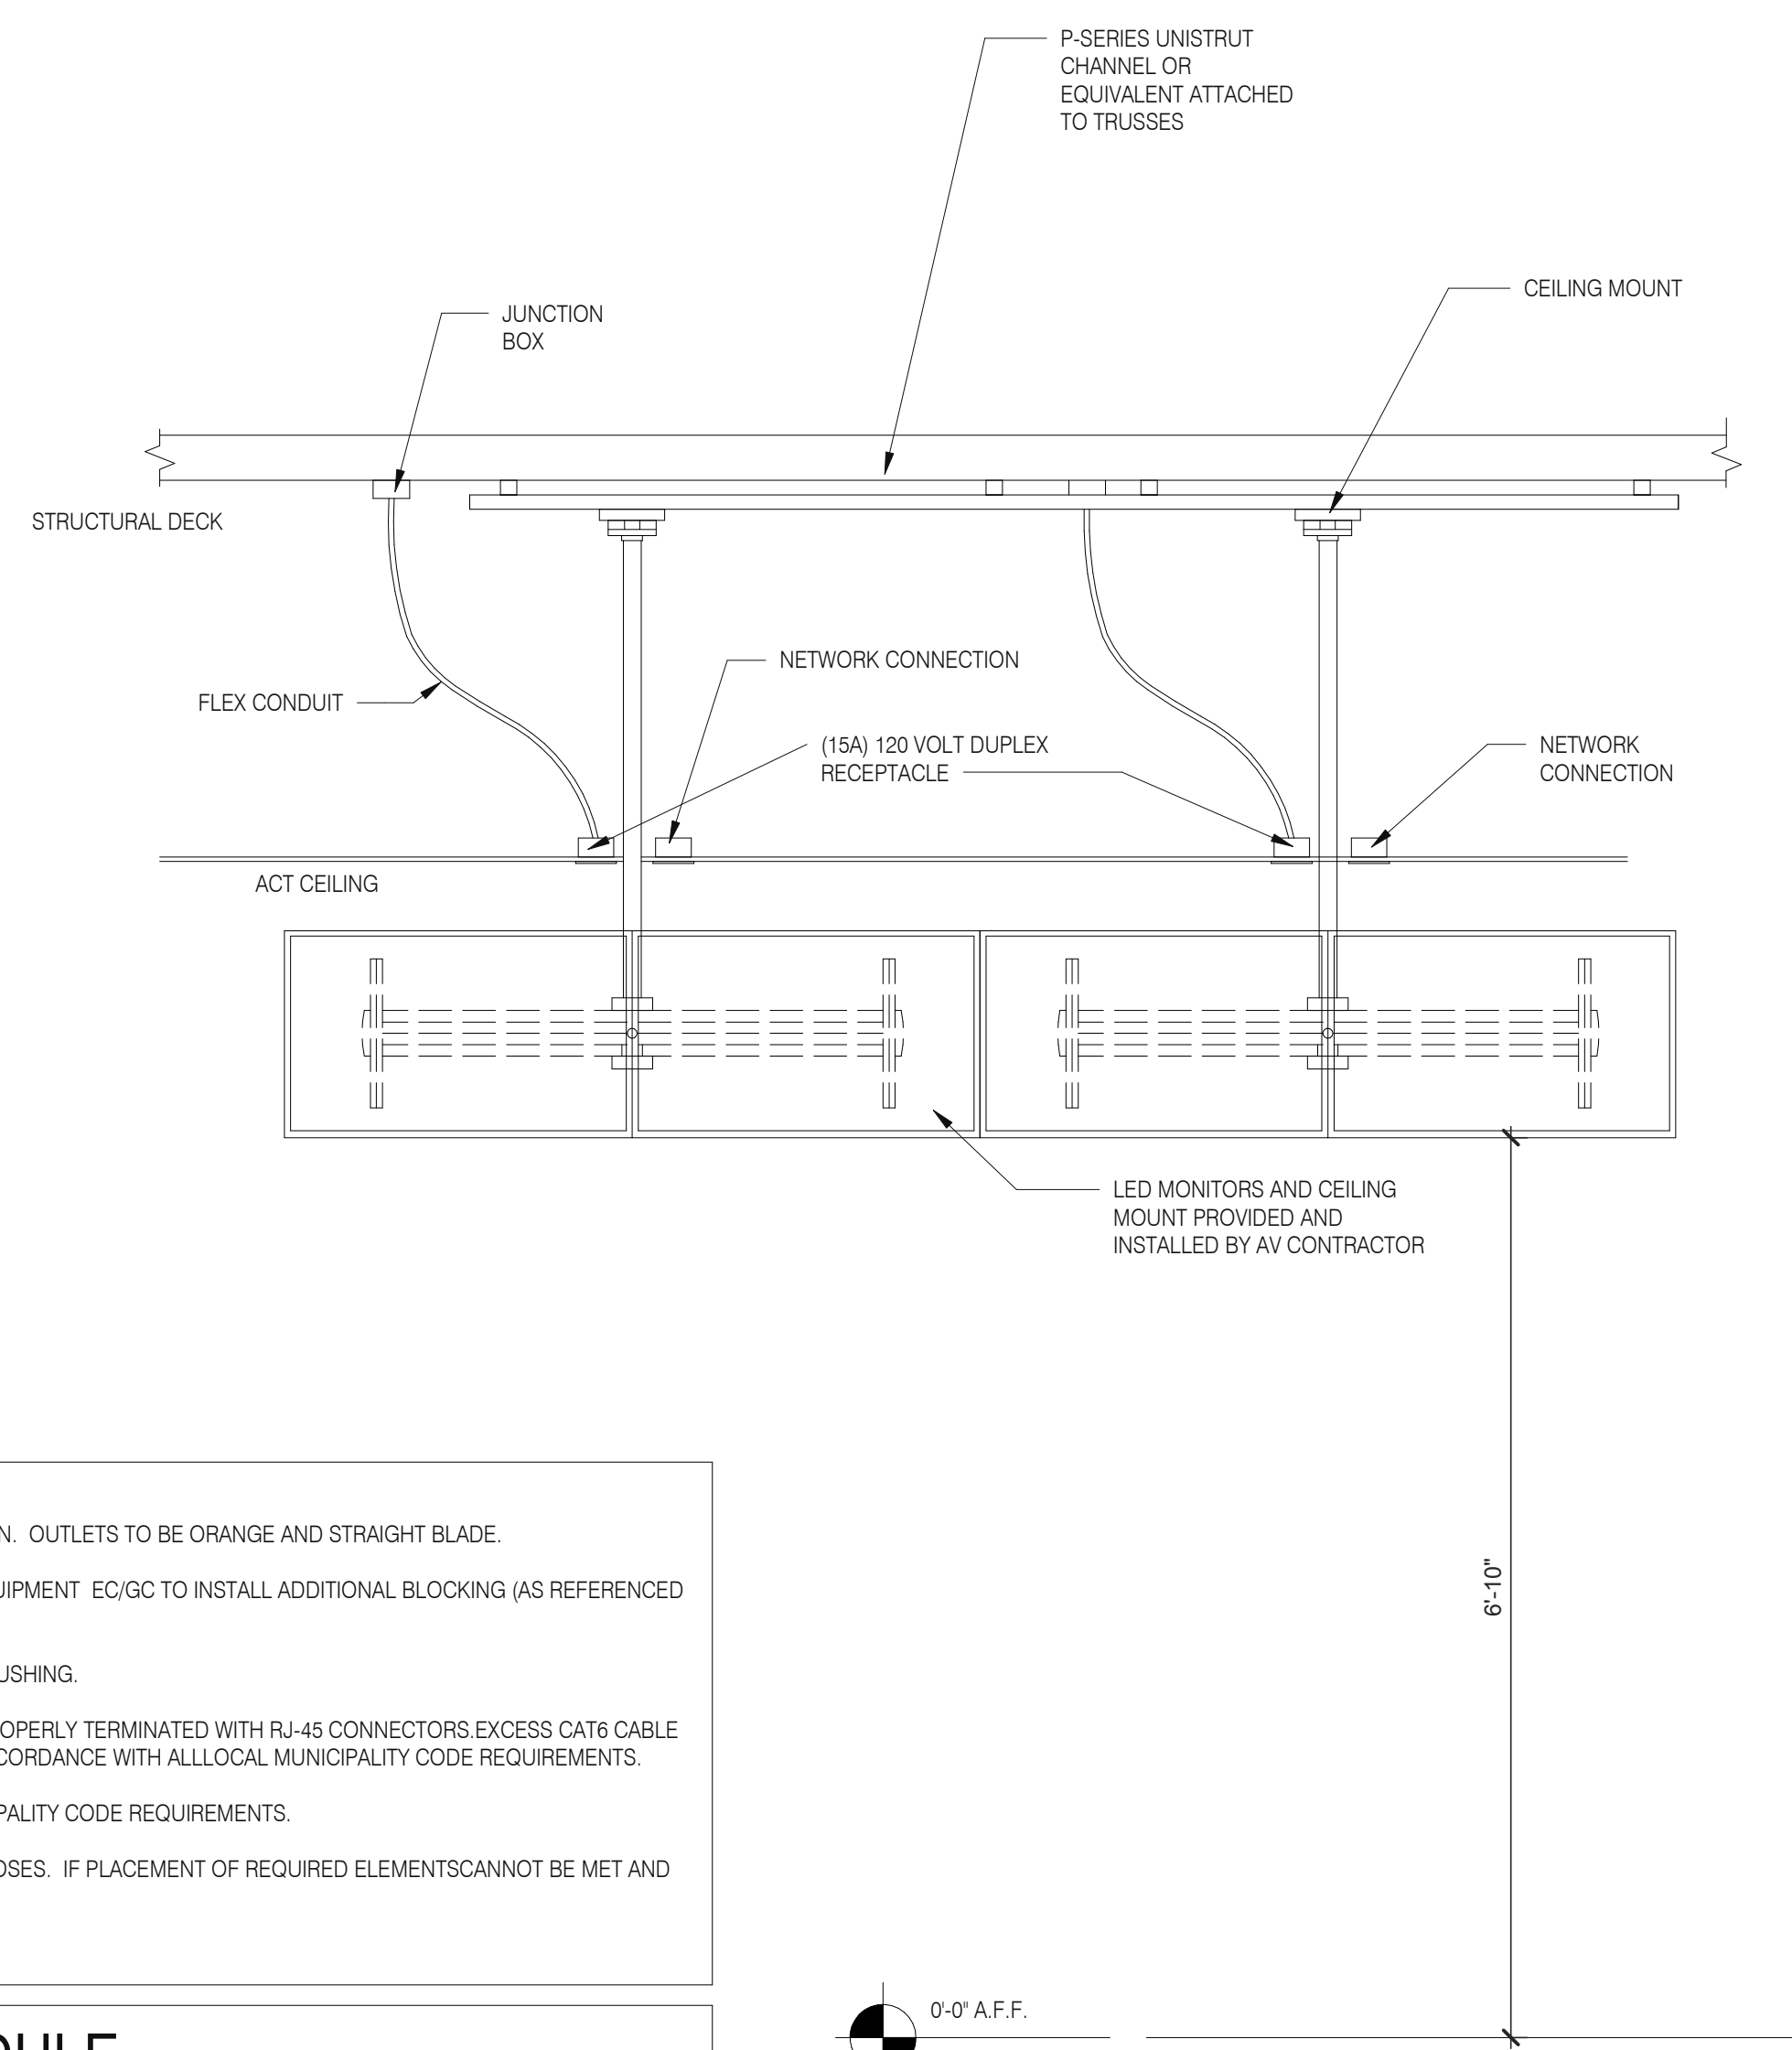 P-SERIES UNISTRUT
CHANNEL OR
EQUIVALENT ATTACHED
TO TRUSSES
CEILING MOUNT
JUNCTION
BOX
STRUCTURAL DECK
NETWORK CONNECTION
FLEX CONDUIT
(15A) 120 VOLT DUPLEX
RECEPTACLE
NETWORK
CONNECTION
ACT CEILING
LED MONITORS AND CEILING
MOUNT PROVIDED AND
INSTALLED BY AV CONTRACTOR
6'-10"
N. OUTLETS TO BE ORANGE AND STRAIGHT BLADE.
UIPMENT EC/GC TO INSTALL ADDITIONAL BLOCKING (AS REFERENCED
USHING.
OPERLY TERMINATED WITH RJ-45 CONNECTORS.EXCESS CAT6 CABLE
CORDANCE WITH ALLLOCAL MUNICIPALITY CODE REQUIREMENTS.
PALITY CODE REQUIREMENTS.
OSES. IF PLACEMENT OF REQUIRED ELEMENTSCANNOT BE MET AND
0'-0" A.F.F.